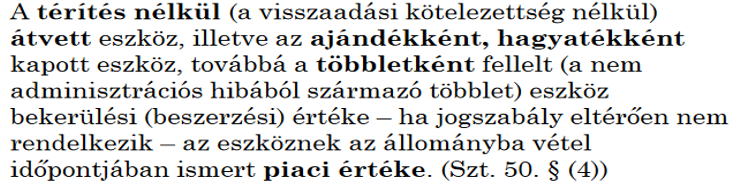 A térítés nélkül (a visszaadási kötelezettség nélkül)
átvett eszköz, illetve az ajándékként, hagyatékként
kapott eszköz, továbbá a többletként fellelt (a nem
adminisztrációs hibából származó többlet) eszköz
bekerülési (beszerzési) értéke – ha jogszabály eltérően nem
rendelkezik – az eszköznek az állományba vétel
időpontjában ismert piaci értéke. (Szt. 50. § (4))